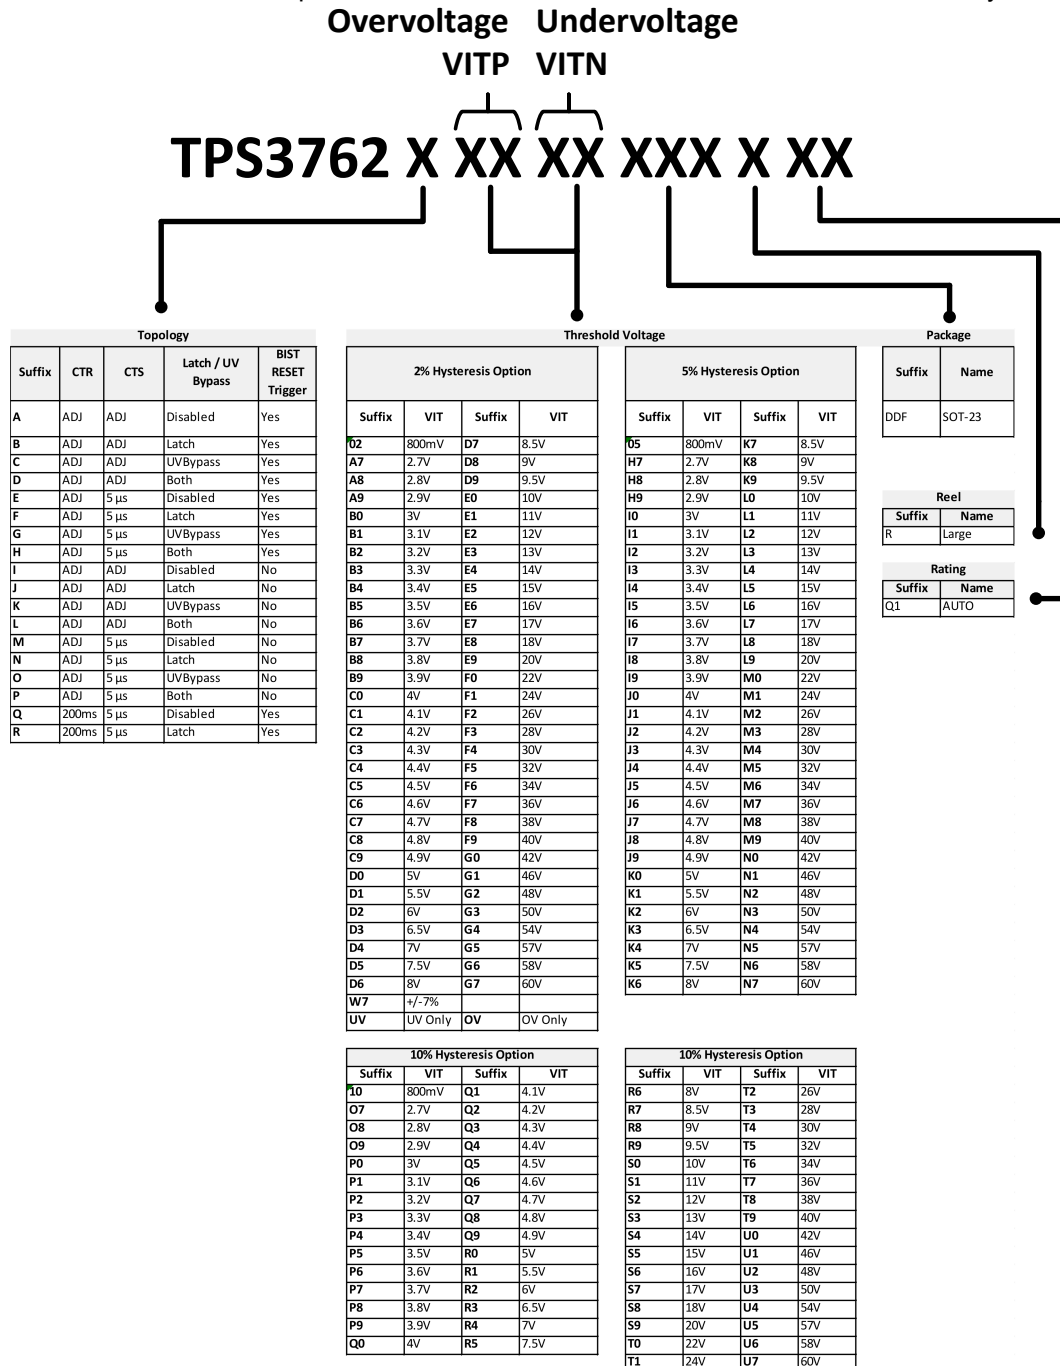 Overvoltage Undervoltage
VITP VITN
TPS3762 X XX XX XXX X XX
Topology
Suffix CTR CTS Latch / UV Bypass BIST RESET Trigger
A ADJ ADJ Disabled Yes
B ADJ ADJ Latch Yes
C ADJ ADJ UVBypass Yes
D ADJ ADJ Both Yes
E ADJ 5 µs Disabled Yes
F ADJ 5 µs Latch Yes
G ADJ 5 µs UVBypass Yes
H ADJ 5 µs Both Yes
I ADJ ADJ Disabled No
J ADJ ADJ Latch No
K ADJ ADJ UVBypass No
L ADJ ADJ Both No
M ADJ 5 µs Disabled No
N ADJ 5 µs Latch No
O ADJ 5 µs UVBypass No
P ADJ 5 µs Both No
Q 200ms 5 µs Disabled Yes
R 200ms 5 µs Latch Yes
Threshold Voltage
2% Hysteresis Option
Suffix VIT Suffix VIT
02 800mV D7 8.5V
A7 2.7V D8 9V
A8 2.8V D9 9.5V
A9 2.9V E0 10V
B0 3V E1 11V
B1 3.1V E2 12V
B2 3.2V E3 13V
B3 3.3V E4 14V
B4 3.4V E5 15V
B5 3.5V E6 16V
B6 3.6V E7 17V
B7 3.7V E8 18V
B8 3.8V E9 20V
B9 3.9V F0 22V
C0 4V F1 24V
C1 4.1V F2 26V
C2 4.2V F3 28V
C3 4.3V F4 30V
C4 4.4V F5 32V
C5 4.5V F6 34V
C6 4.6V F7 36V
C7 4.7V F8 38V
C8 4.8V F9 40V
C9 4.9V G0 42V
D0 5V G1 46V
D1 5.5V G2 48V
D2 6V G3 50V
D3 6.5V G4 54V
D4 7V G5 57V
D5 7.5V G6 58V
D6 8V G7 60V
W7 +/-7%
UV UV Only OV OV Only
5% Hysteresis Option
Suffix VIT Suffix VIT
05 800mV K7 8.5V
H7 2.7V K8 9V
H8 2.8V K9 9.5V
H9 2.9V L0 10V
I0 3V L1 11V
I1 3.1V L2 12V
I2 3.2V L3 13V
I3 3.3V L4 14V
I4 3.4V L5 15V
I5 3.5V L6 16V
I6 3.6V L7 17V
I7 3.7V L8 18V
I8 3.8V L9 20V
I9 3.9V M0 22V
J0 4V M1 24V
J1 4.1V M2 26V
J2 4.2V M3 28V
J3 4.3V M4 30V
J4 4.4V M5 32V
J5 4.5V M6 34V
J6 4.6V M7 36V
J7 4.7V M8 38V
J8 4.8V M9 40V
J9 4.9V N0 42V
K0 5V N1 46V
K1 5.5V N2 48V
K2 6V N3 50V
K3 6.5V N4 54V
K4 7V N5 57V
K5 7.5V N6 58V
K6 8V N7 60V
Package
Suffix Name
DDF SOT-23
Reel
Suffix Name
R Large
Rating
Suffix Name
Q1 AUTO
10% Hysteresis Option
Suffix VIT Suffix VIT
10 800mV Q1 4.1V
O7 2.7V Q2 4.2V
O8 2.8V Q3 4.3V
O9 2.9V Q4 4.4V
P0 3V Q5 4.5V
P1 3.1V Q6 4.6V
P2 3.2V Q7 4.7V
P3 3.3V Q8 4.8V
P4 3.4V Q9 4.9V
P5 3.5V R0 5V
P6 3.6V R1 5.5V
P7 3.7V R2 6V
P8 3.8V R3 6.5V
P9 3.9V R4 7V
Q0 4V R5 7.5V
10% Hysteresis Option
Suffix VIT Suffix VIT
R6 8V T2 26V
R7 8.5V T3 28V
R8 9V T4 30V
R9 9.5V T5 32V
S0 10V T6 34V
S1 11V T7 36V
S2 12V T8 38V
S3 13V T9 40V
S4 14V U0 42V
S5 15V U1 46V
S6 16V U2 48V
S7 17V U3 50V
S8 18V U4 54V
S9 20V U5 57V
T0 22V U6 58V
T1 24V U7 60V